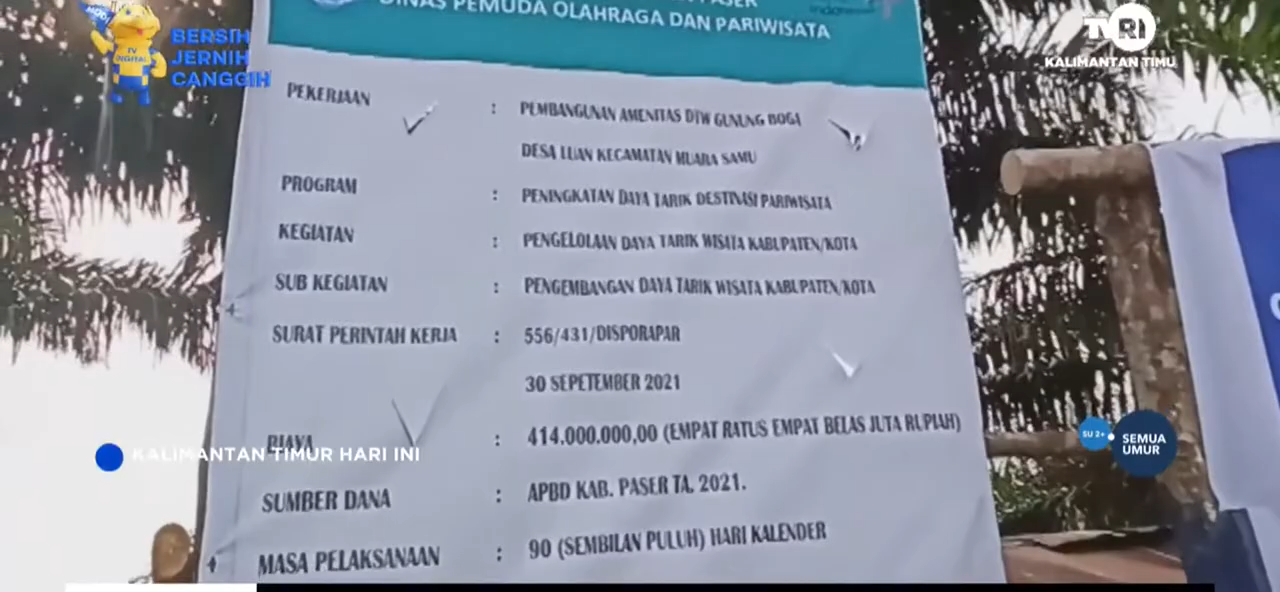 DINAS PEMUDA OLAHRAGA DAN PARIWISATA
TV DIGITAL
BERSIH
JERNIH
CANGGIH
TVRI
KALIMANTAN TIMU
PEKERJAAN : PEMBANGUNAN AMENITAS DTW GUNUNG BOGA
DESA LUAN KECAMATAN MUARA SAMU
PROGRAM : PENINGKATAN DAYA TARIK DESTINASI PARIWISATA
KEGIATAN : PENGELOLAAN DAYA TARIK WISATA KABUPATEN/KOTA
SUB KEGIATAN : PENGEMBANGAN DAYA TARIK WISATA KABUPATEN/KOTA
SURAT PERINTAH KERJA : 556/431/DISPORAPAR
30 SEPETEMBER 2021
BIAYA : 414.000.000,00 (EMPAT RATUS EMPAT BELAS JUTA RUPIAH)
KALIMANTAN TIMUR HARI INI
SU 2+
SEMUA
UMUR
SUMBER DANA : APBD KAB. PASER TA. 2021.
MASA PELAKSANAAN : 90 (SEMBILAN PULUH) HARI KALENDER